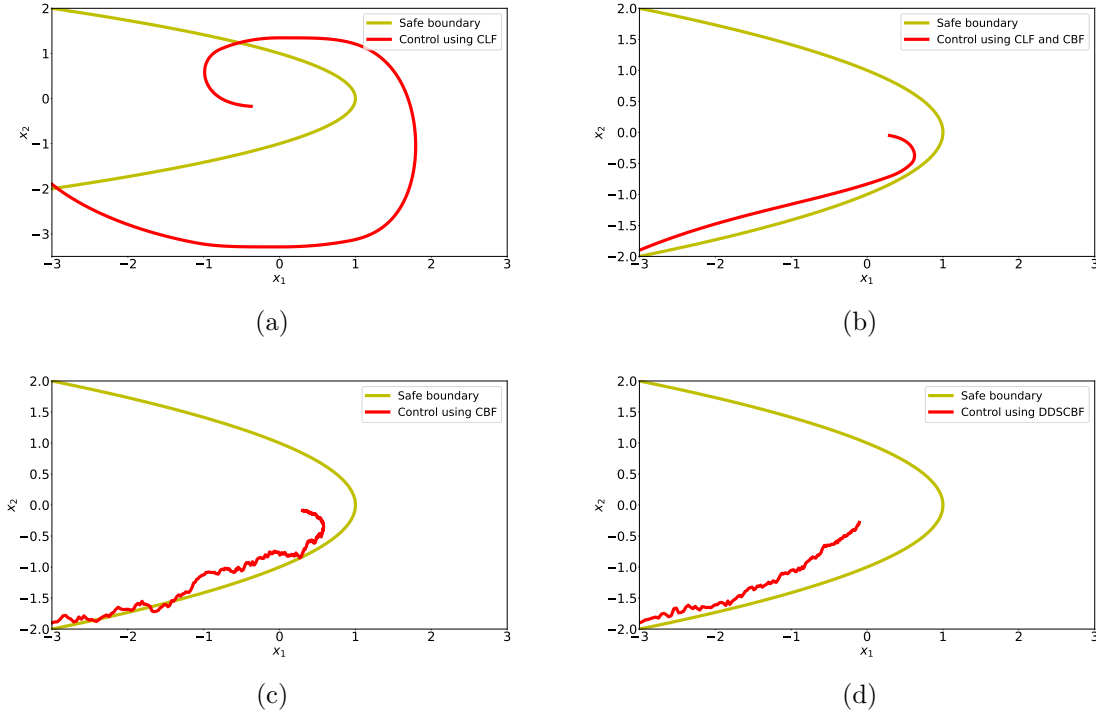 2
1
0
−1
−2
−3
x2
−3 −2 −1 0 1 2 3
x1
Safe boundary
Control using CLF
(a)
2.0
1.5
1.0
0.5
0.0
−0.5
−1.0
−1.5
−2.0
x2
−3 −2 −1 0 1 2 3
x1
Safe boundary
Control using CLF and CBF
(b)
2.0
1.5
1.0
0.5
0.0
−0.5
−1.0
−1.5
−2.0
x2
−3 −2 −1 0 1 2 3
x1
Safe boundary
Control using CBF
(c)
2.0
1.5
1.0
0.5
0.0
−0.5
−1.0
−1.5
−2.0
x2
−3 −2 −1 0 1 2 3
x1
Safe boundary
Control using DDSCBF
(d)